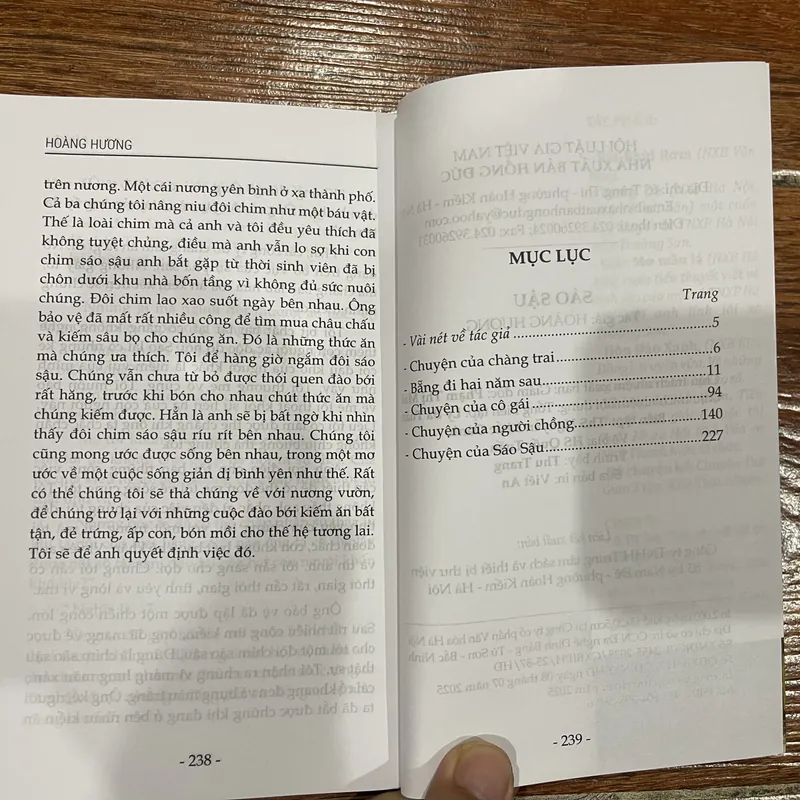 HOÀNG HƯƠNG
trên nương. Một cái nương yên bình ở xa thành phố.
Cả ba chúng tôi nâng niu đôi chim như một báu vật.
Thế là loài chim mà cả anh và tôi đều yêu thích đã
không tuyệt chủng, điều mà anh vẫn lo sợ khi con
chim sáo sậu anh bắt gặp từ thời sinh viên đã bị
chôn dưới khu nhà bốn tầng vì không đủ sức nuôi
chúng. Đôi chim lao xao suốt ngày bên nhau. Ông
bảo vệ đã mất rất nhiều công để tìm mua châu chấu
và kiếm sâu bọ cho chúng ăn. Đó là những thức ăn
mà chúng ưa thích. Tôi để hàng giờ ngắm đôi sáo
sậu. Chúng vẫn chưa từ bỏ được thói quen đào bới
rất hăng, trước khi bón cho nhau chút thức ăn mà
chúng kiếm được. Hẳn là anh sẽ bị bất ngờ khi nhìn
thấy đôi chim sáo sậu ríu rít bên nhau. Chúng tôi
cũng mong ước được sống bên nhau, trong một mơ
ước về một cuộc sống giản dị bình yên như thế. Rất
có thể chúng tôi sẽ thả chúng về với nương vườn,
để chúng trở lại với những cuộc đào bới kiếm ăn bất
tận, đẻ trứng, ấp con, bón mồi cho thế hệ tương lai.
Tôi sẽ để anh quyết định việc đó.
- 238 -
MỤC LỤC
Trang
- Vài nét về tác giả.......................................5
- Chuyện của chàng trai...........................6
- Bẵng đi hai năm sau............................11
- Chuyện của cô gái................................94
- Chuyện của người chồng.....................140
- Chuyện của Sáo Sậu............................227
- 239 -